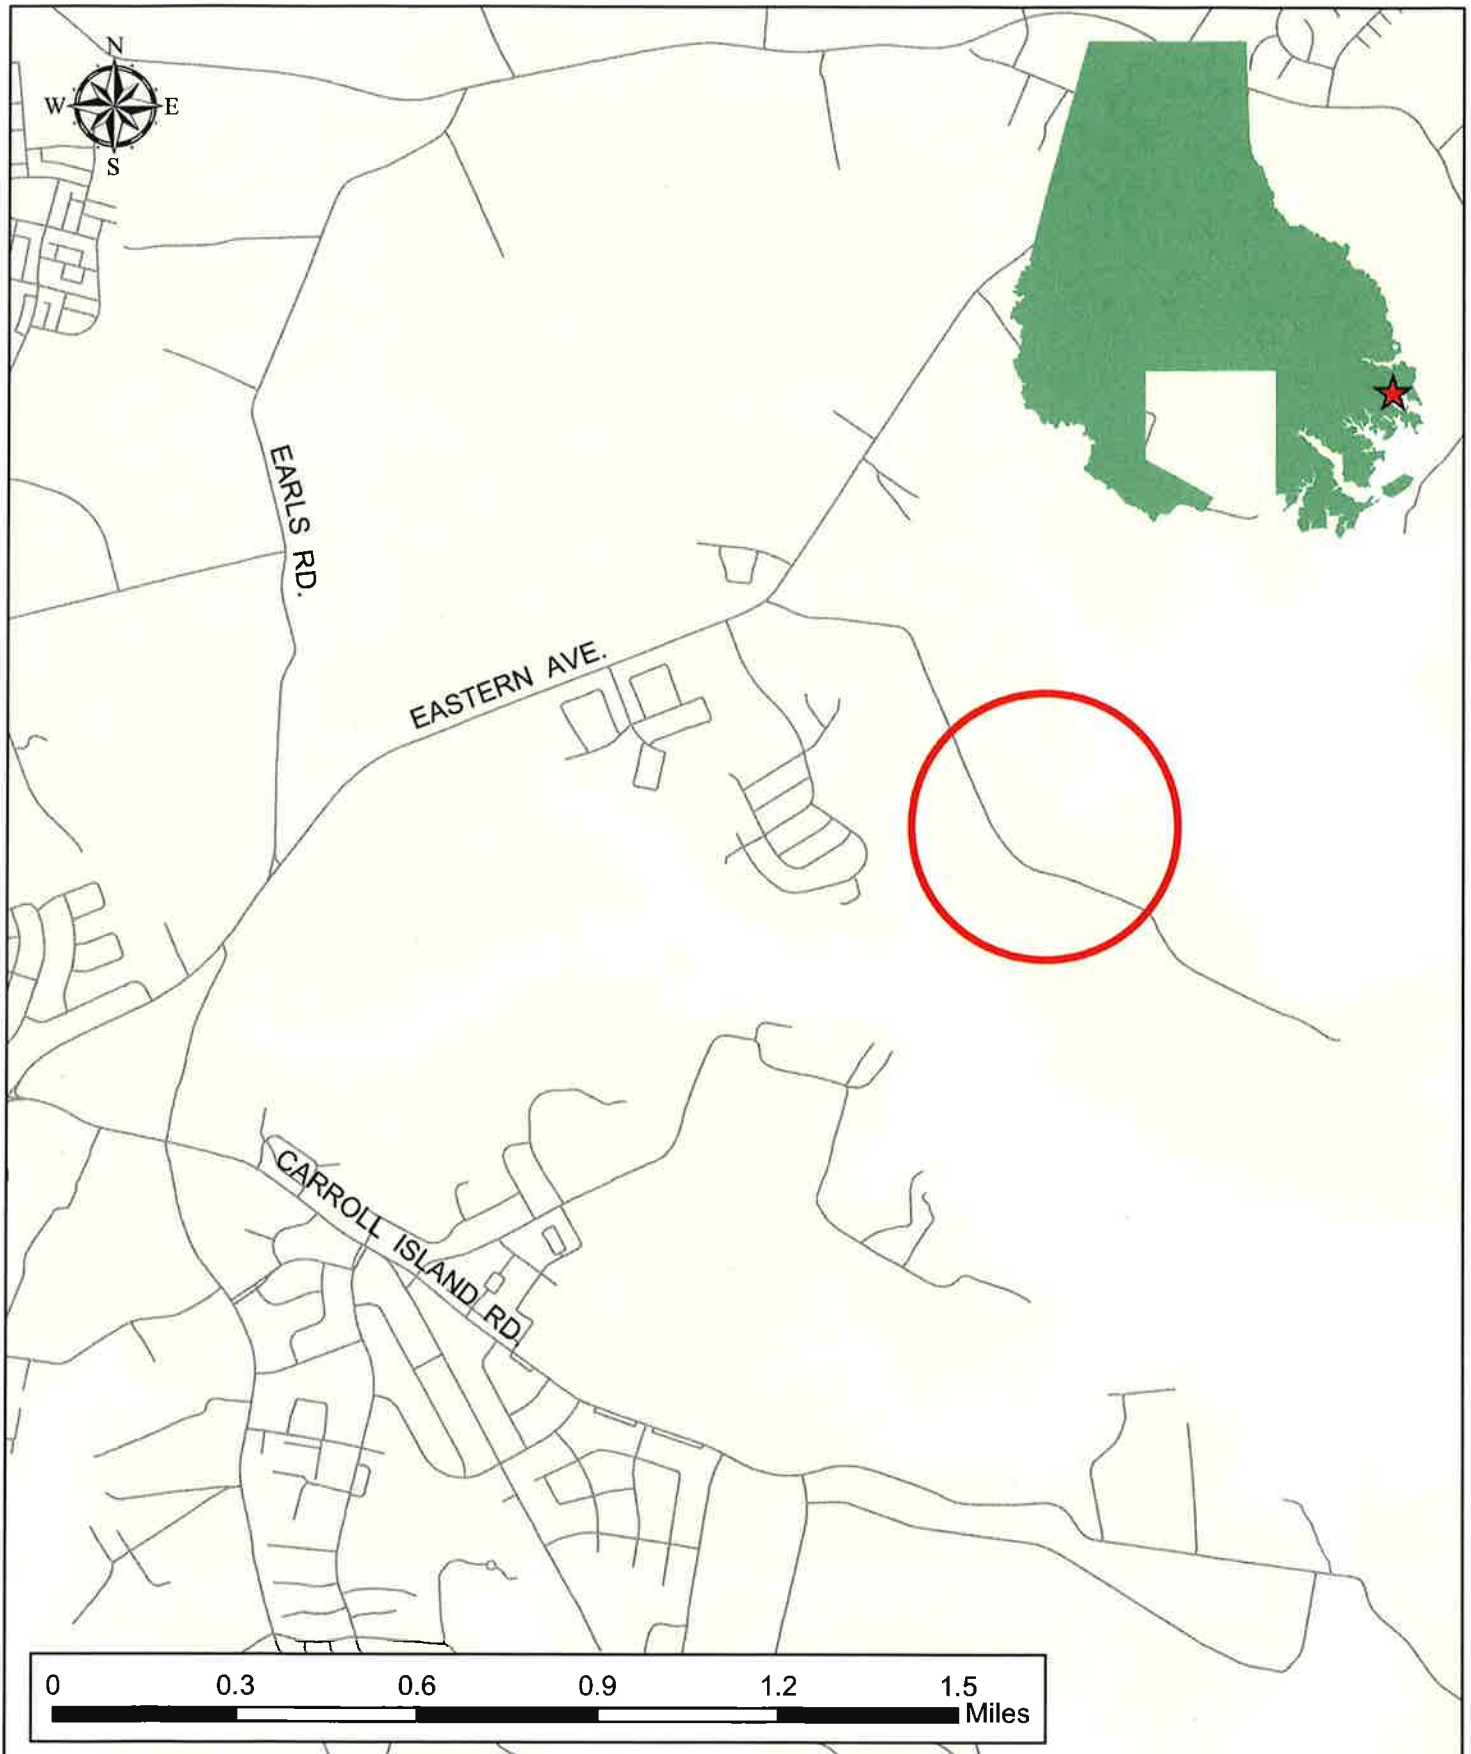 N
W E
S
EARLS RD.
EASTERN AVE.
CARROLL ISLAND RD.
0 0.3 0.6 0.9 1.2 1.5
Miles